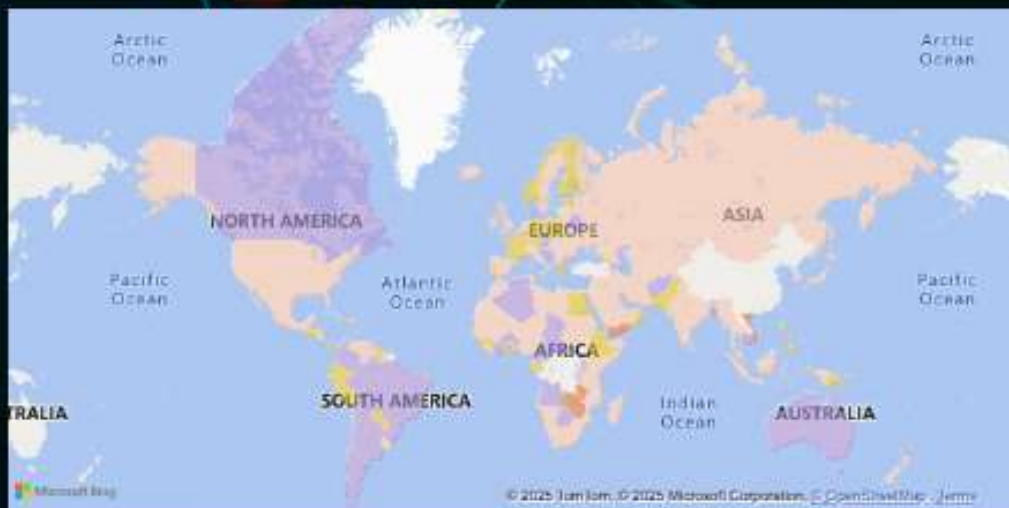 Arctic
Ocean
Arctic
Ocean
NORTH AMERICA
EUROPE
ASIA
Pacific
Ocean
Atlantic
Ocean
Pacific
Ocean
AFRICA
SOUTH AMERICA
Indian
Ocean
TRALIA
AUSTRALIA
Microsoft Bing
© 2025 TomTom, © 2025 Microsoft Corporation, © OpenStreetMap, Terms